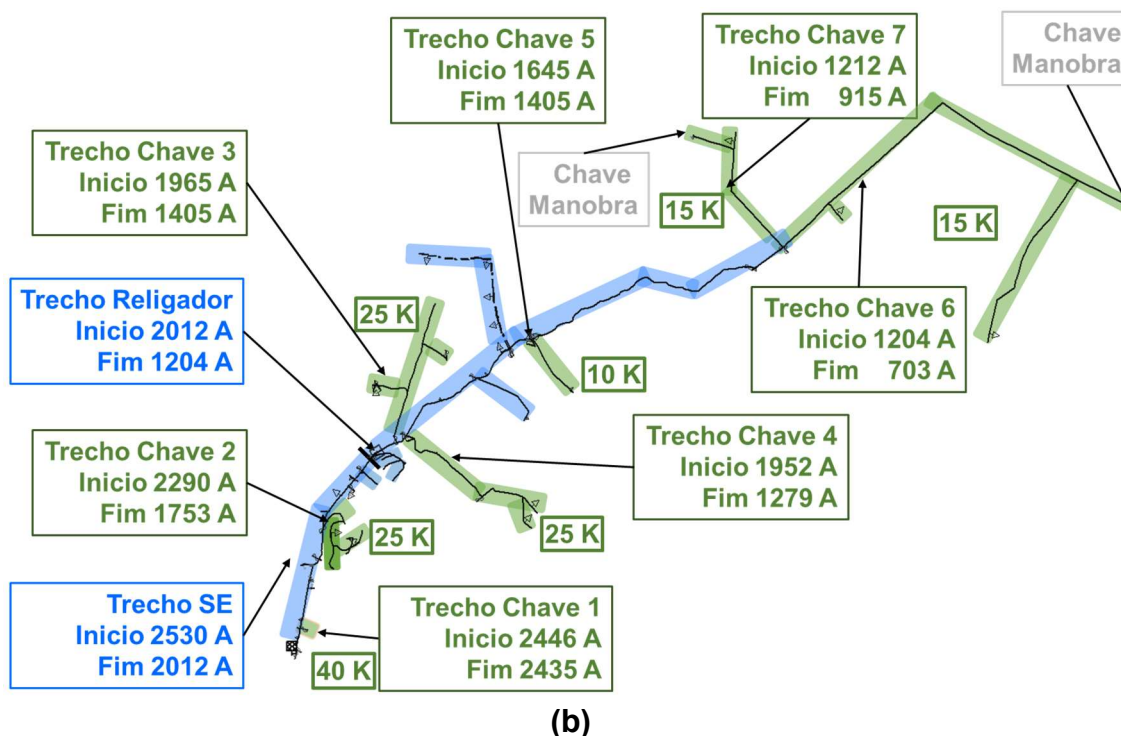 Trecho Chave 5
Inicio 1645 A
Fim 1405 A
Trecho Chave 7
Inicio 1212 A
Fim 915 A
Chave
Manobra
Trecho Chave 3
Inicio 1965 A
Fim 1405 A
Chave
Manobra
15 K
15 K
Trecho Religador
Inicio 2012 A
Fim 1204 A
25 K
Trecho Chave 6
Inicio 1204 A
Fim 703 A
10 K
Trecho Chave 2
Inicio 2290 A
Fim 1753 A
Trecho Chave 4
Inicio 1952 A
Fim 1279 A
25 K
25 K
Trecho SE
Inicio 2530 A
Fim 2012 A
Trecho Chave 1
Inicio 2446 A
Fim 2435 A
40 K
(b)